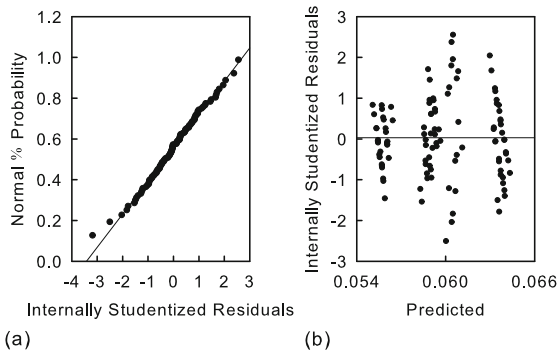 Normal % Probability
1.2
1.0
0.8
0.6
0.4
0.2
0.0
-4 -3 -2 -1 0 1 2 3
Internally Studentized Residuals
(a)
Internally Studentized Residuals
3
2
1
0
-1
-2
-3
0.054 0.060 0.066
Predicted
(b)